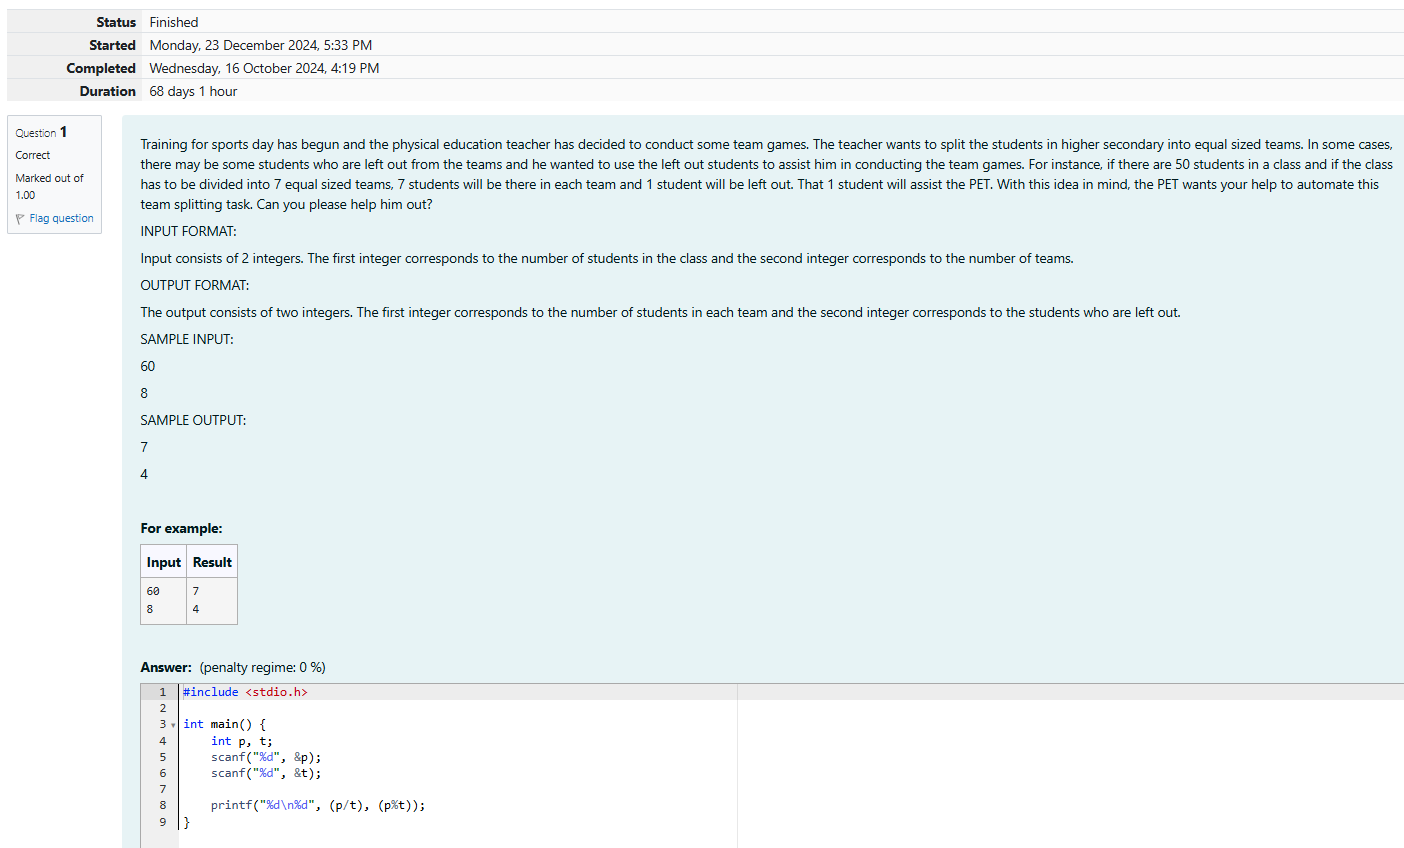 Status Finished
Started Monday, 23 December 2024, 5:33 PM
Completed Wednesday, 16 October 2024, 4:19 PM
Duration 68 days 1 hour
Question 1
Correct
Marked out of
1.00
Flag question
Training for sports day has begun and the physical education teacher has decided to conduct some team games. The teacher wants to split the students in higher secondary into equal sized teams. In some cases,
there may be some students who are left out from the teams and he wanted to use the left out students to assist him in conducting the team games. For instance, if there are 50 students in a class and if the class
has to be divided into 7 equal sized teams, 7 students will be there in each team and 1 student will be left out. That 1 student will assist the PET. With this idea in mind, the PET wants your help to automate this
team splitting task. Can you please help him out?
INPUT FORMAT:
Input consists of 2 integers. The first integer corresponds to the number of students in the class and the second integer corresponds to the number of teams.
OUTPUT FORMAT:
The output consists of two integers. The first integer corresponds to the number of students in each team and the second integer corresponds to the students who are left out.
SAMPLE INPUT:
60
8
SAMPLE OUTPUT:
7
4
For example:
Input Result
60 7
8 4
Answer: (penalty regime: 0 %)
1 #include <stdio.h>
2
3 int main() {
4 int p, t;
5 scanf("%d", &p);
6 scanf("%d", &t);
7
8 printf("%d\n%d", (p/t), (p%t));
9 }